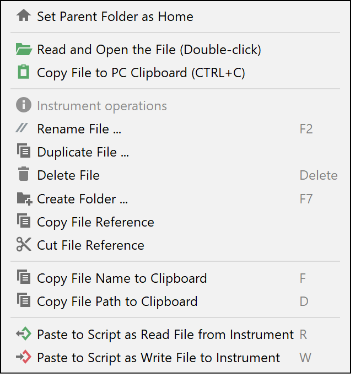 Set Parent Folder as Home
Read and Open the File (Double-click)
Copy File to PC Clipboard (CTRL+C)
Instrument operations
Rename File ... F2
Duplicate File ...
Delete File Delete
Create Folder ... F7
Copy File Reference
Cut File Reference
Copy File Name to Clipboard F
Copy File Path to Clipboard D
Paste to Script as Read File from Instrument R
Paste to Script as Write File to Instrument W